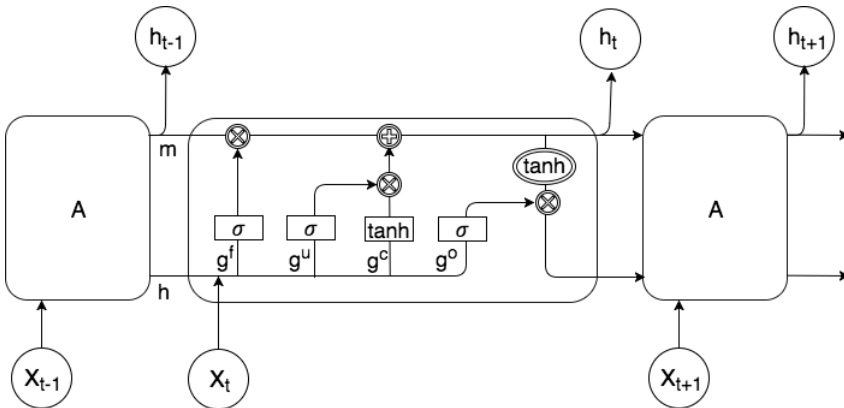 h_{t-1} h_t h_{t+1}
m
tanh
A A
σ σ tanh σ
g^f g^u g^c g^o
h
X_{t-1} X_t X_{t+1}